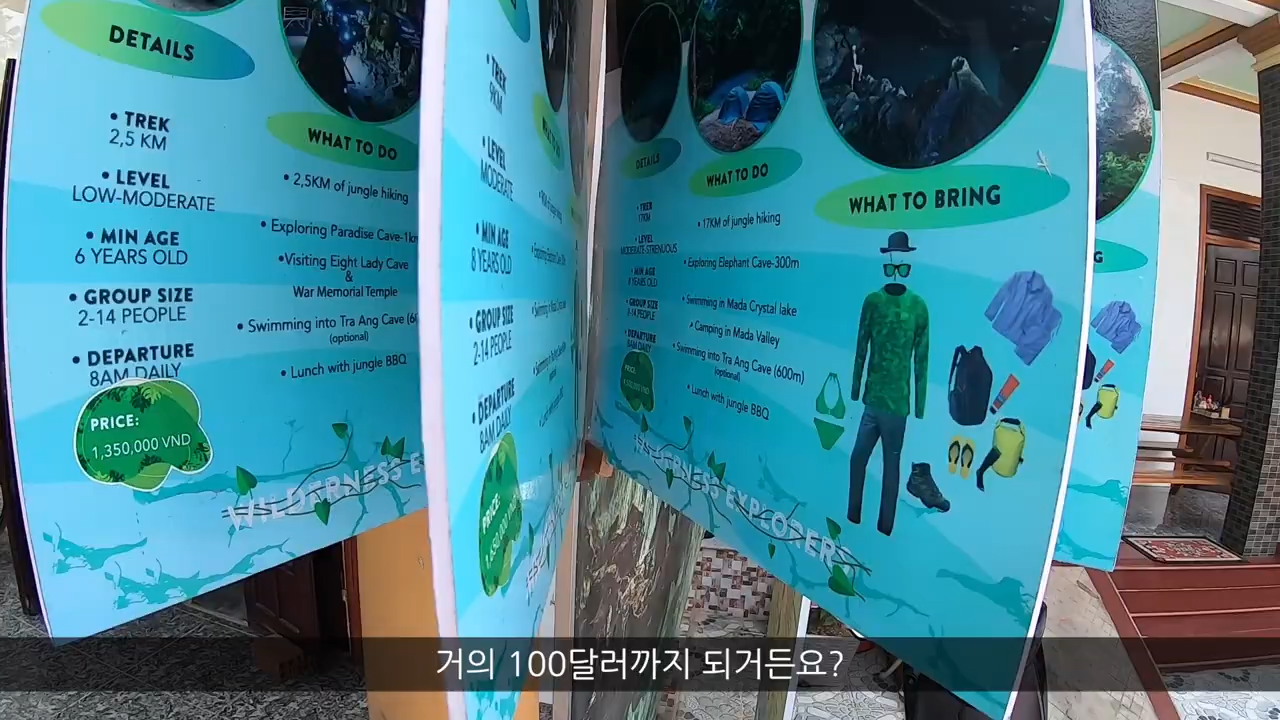 DETAILS
• TREK
2,5 KM
• LEVEL
LOW-MODERATE
• MIN AGE
6 YEARS OLD
• GROUP SIZE
2-14 PEOPLE
• DEPARTURE
8AM DAILY
PRICE:
1,350,000 VND
WHAT TO DO
• 2,5KM of jungle hiking
• Exploring Paradise Cave-1k
•Visiting Eight Lady Cave
&
War Memorial Temple
• Swimming into Tra Ang Cave (6
(optional)
• Lunch with jungle BBQ
WILDERNESS E
• TREK
9KM
• LEVEL
MODERATE
• MIN AGE
8 YEARS OLD
• GROUP SIZE
2-14 PEOPLE
• DEPARTURE
8AM DAILY
PRICE:
DETAILS
• TREK
17KM
• LEVEL
MODERATE-STRENUOUS
• MIN AGE
8 YEARS OLD
• GROUP SIZE
• DEPARTURE
8AM DAILY
WHAT TO DO
• 17KM of jungle hiking
• Exploring Elephant Cave-300m
• Swimming in Mada Crystal lake
• Camping in Mada Valley
• Swimming into Tra Ang Cave (600m)
(optional)
• Lunch with jungle BBQ
WHAT TO BRING
WILDERNESS EXPLORERS
G
거의 100달러까지 되거든요?